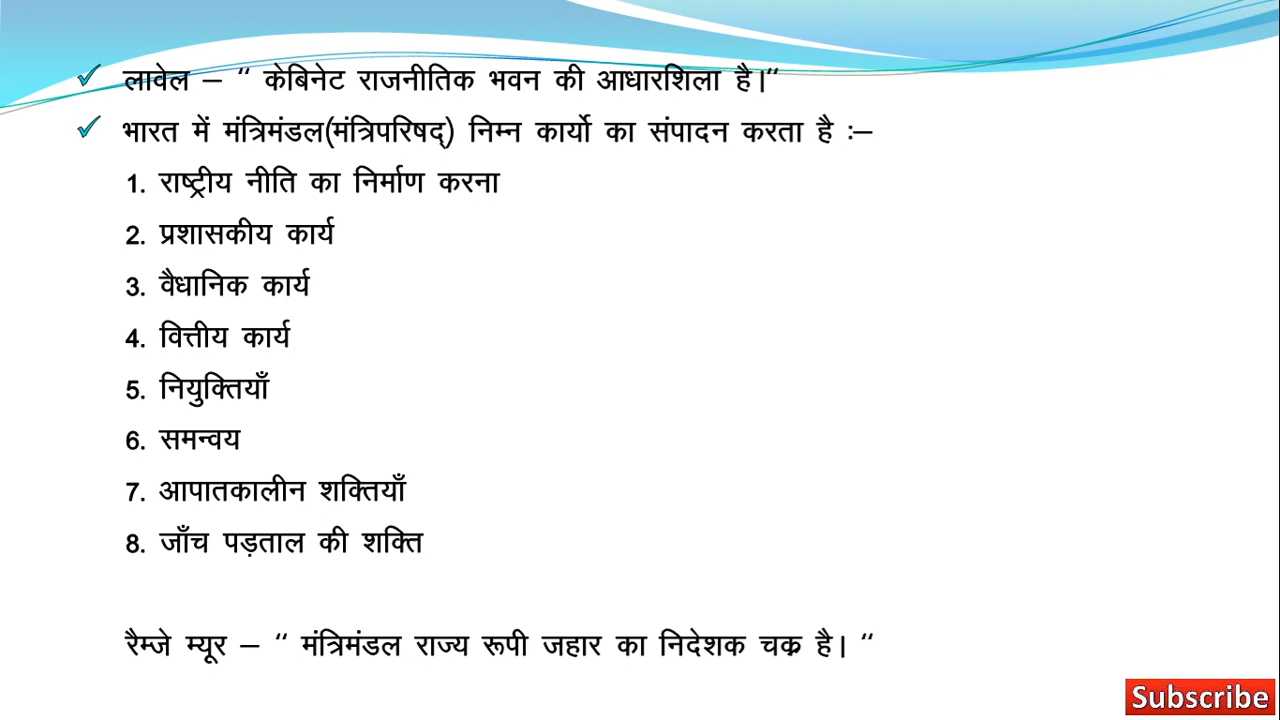 लावेल – “ केबिनेट राजनीतिक भवन की आधारशिला है।“
भारत में मंत्रिमंडल(मंत्रिपरिषद्) निम्न कार्यो का संपादन करता है :–
1. राष्ट्रीय नीति का निर्माण करना
2. प्रशासकीय कार्य
3. वैधानिक कार्य
4. वित्तीय कार्य
5. नियुक्तियाँ
6. समन्वय
7. आपातकालीन शक्तियाँ
8. जाँच पड़ताल की शक्ति
रैम्जे म्यूर – “ मंत्रिमंडल राज्य रूपी जहार का निदेशक चक्र है। “
Subscribe